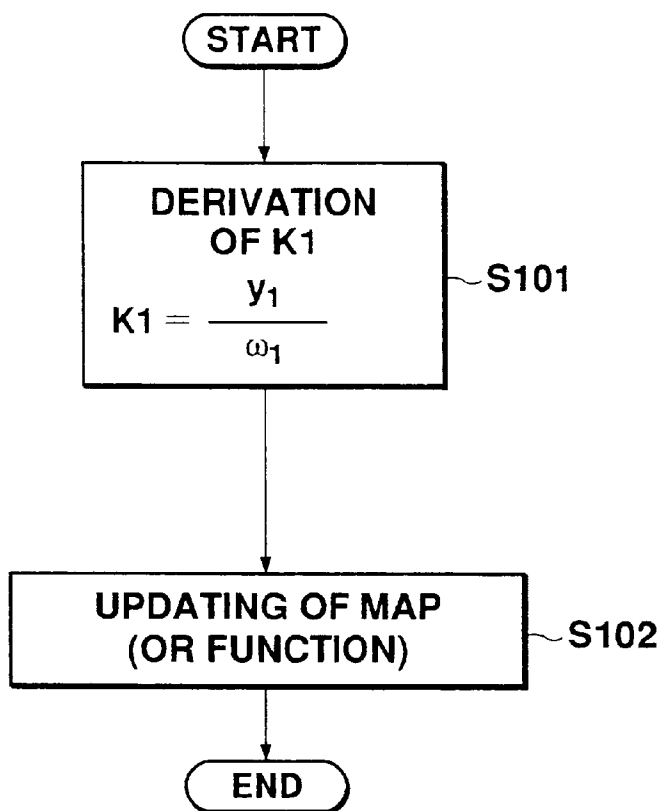 START
DERIVATION
OF K1
K1 = y₁ / ω₁
S101
UPDATING OF MAP
(OR FUNCTION)
S102
END